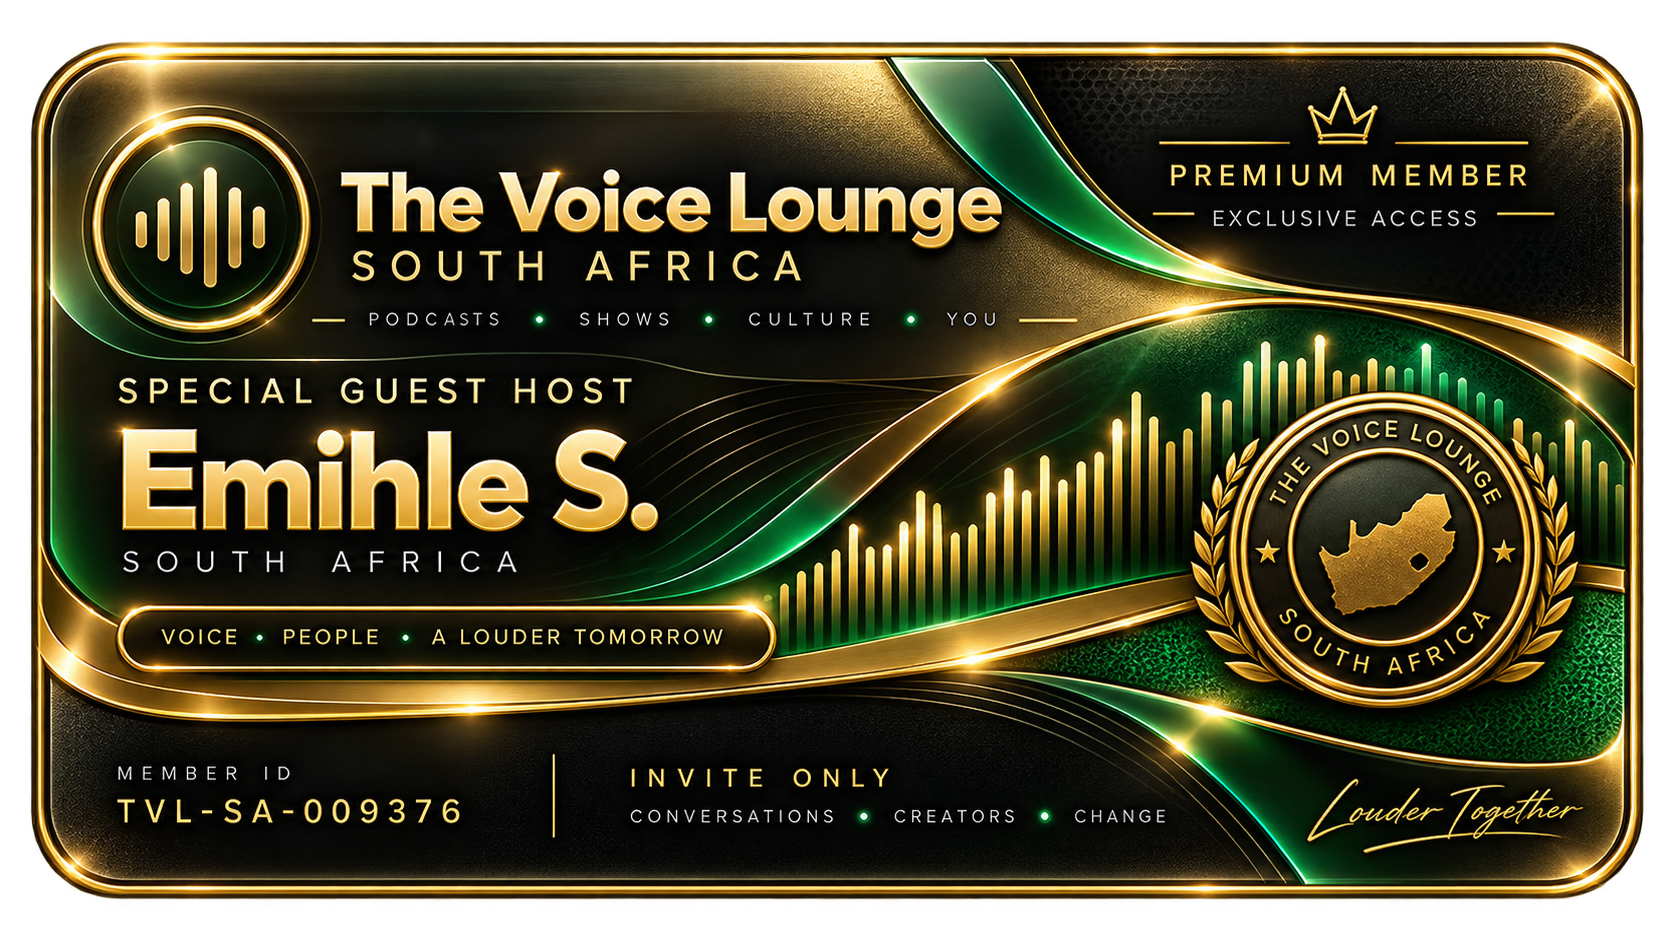 The Voice Lounge
SOUTH AFRICA
PODCASTS • SHOWS • CULTURE • YOU
PREMIUM MEMBER
EXCLUSIVE ACCESS
SPECIAL GUEST HOST
Emihle S.
SOUTH AFRICA
VOICE • PEOPLE • A LOUDER TOMORROW
THE VOICE LOUNGE
SOUTH AFRICA
MEMBER ID
TVL-SA-009376
INVITE ONLY
CONVERSATIONS • CREATORS • CHANGE
Louder Together